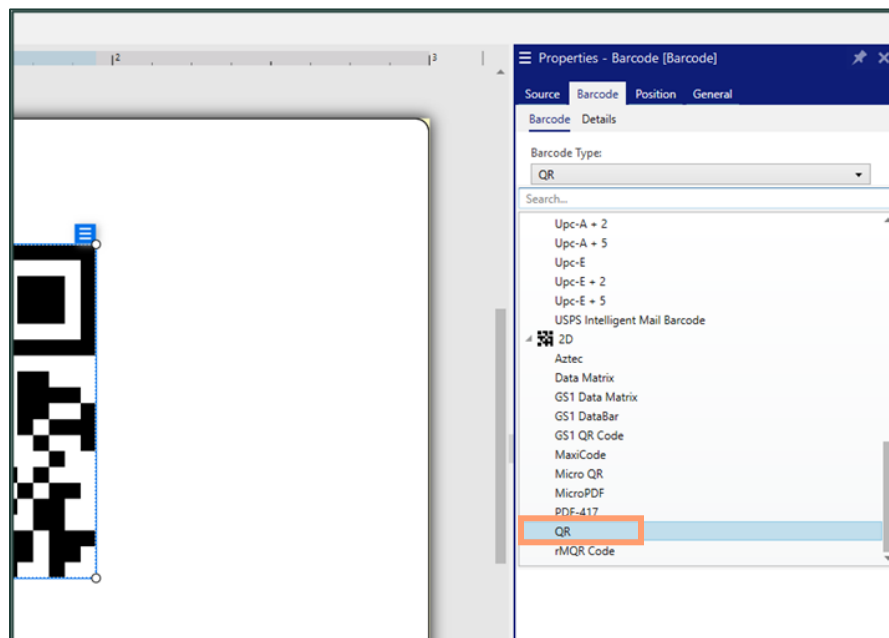 2
3
Properties - Barcode [Barcode]
Source Barcode Position General
Barcode Details
Barcode Type:
QR
Search...
Upc-A + 2
Upc-A + 5
Upc-E
Upc-E + 2
Upc-E + 5
USPS Intelligent Mail Barcode
2D
Aztec
Data Matrix
GS1 Data Matrix
GS1 DataBar
GS1 QR Code
MaxiCode
Micro QR
MicroPDF
PDF-417
QR
rMQR Code